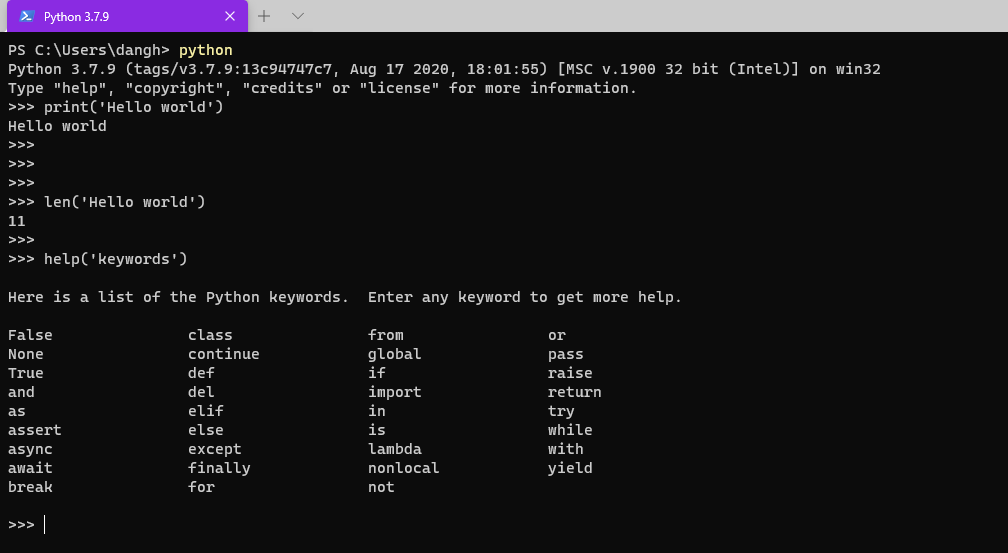 Python 3.7.9
PS C:\Users\dangh> python
Python 3.7.9 (tags/v3.7.9:13c94747c7, Aug 17 2020, 18:01:55) [MSC v.1900 32 bit (Intel)] on win32
Type "help", "copyright", "credits" or "license" for more information.
>>> print('Hello world')
Hello world
>>>
>>>
>>>
>>> len('Hello world')
11
>>>
>>> help('keywords')
Here is a list of the Python keywords.  Enter any keyword to get more help.
False               class               from                or
None                continue            global              pass
True                def                 if                  raise
and                 del                 import              return
as                  elif                in                  try
assert              else                is                  while
async               except              lambda              with
await               finally             nonlocal            yield
break               for                 not
>>>